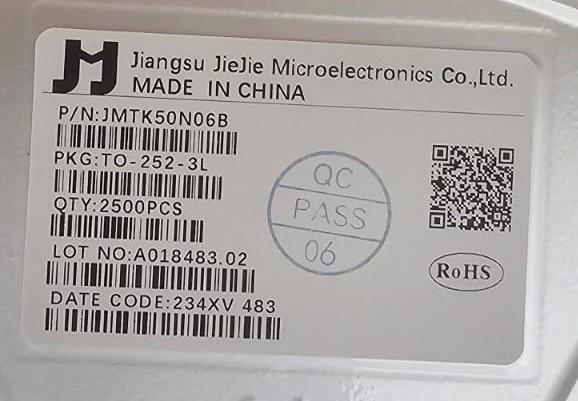 JM
Jiangsu JieJie Microelectronics Co.,Ltd.
MADE IN CHINA
P/N:JMTK50N06B
PKG:TO-252-3L
QTY:2500PCS
LOT NO:A018483.02
DATE CODE:234XV 483
QC
PASS
06
RoHS